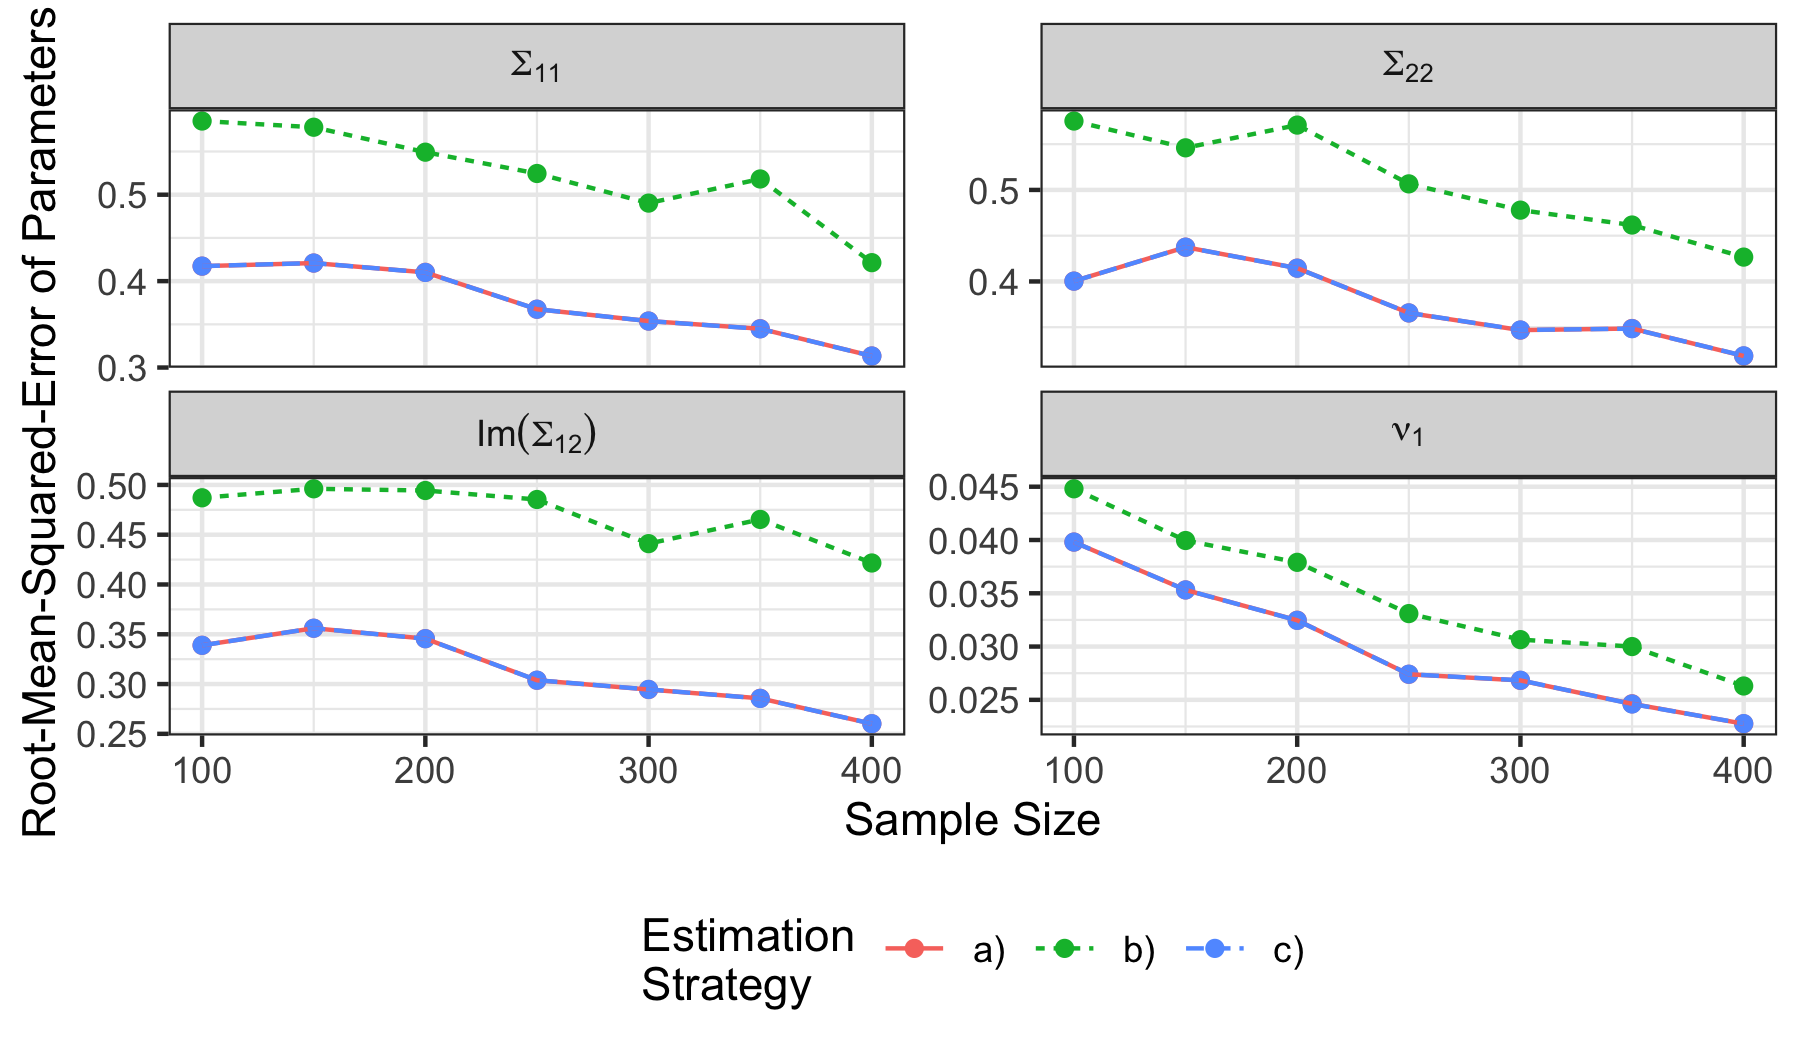 Root-Mean-Squared-Error of Parameters
Σ11
Σ22
0.5
0.4
0.3
0.5
0.4
Im(Σ12)
ν1
0.50
0.45
0.40
0.35
0.30
0.25
0.045
0.040
0.035
0.030
0.025
100 200 300 400
100 200 300 400
Sample Size
Estimation
Strategy
a) b) c)